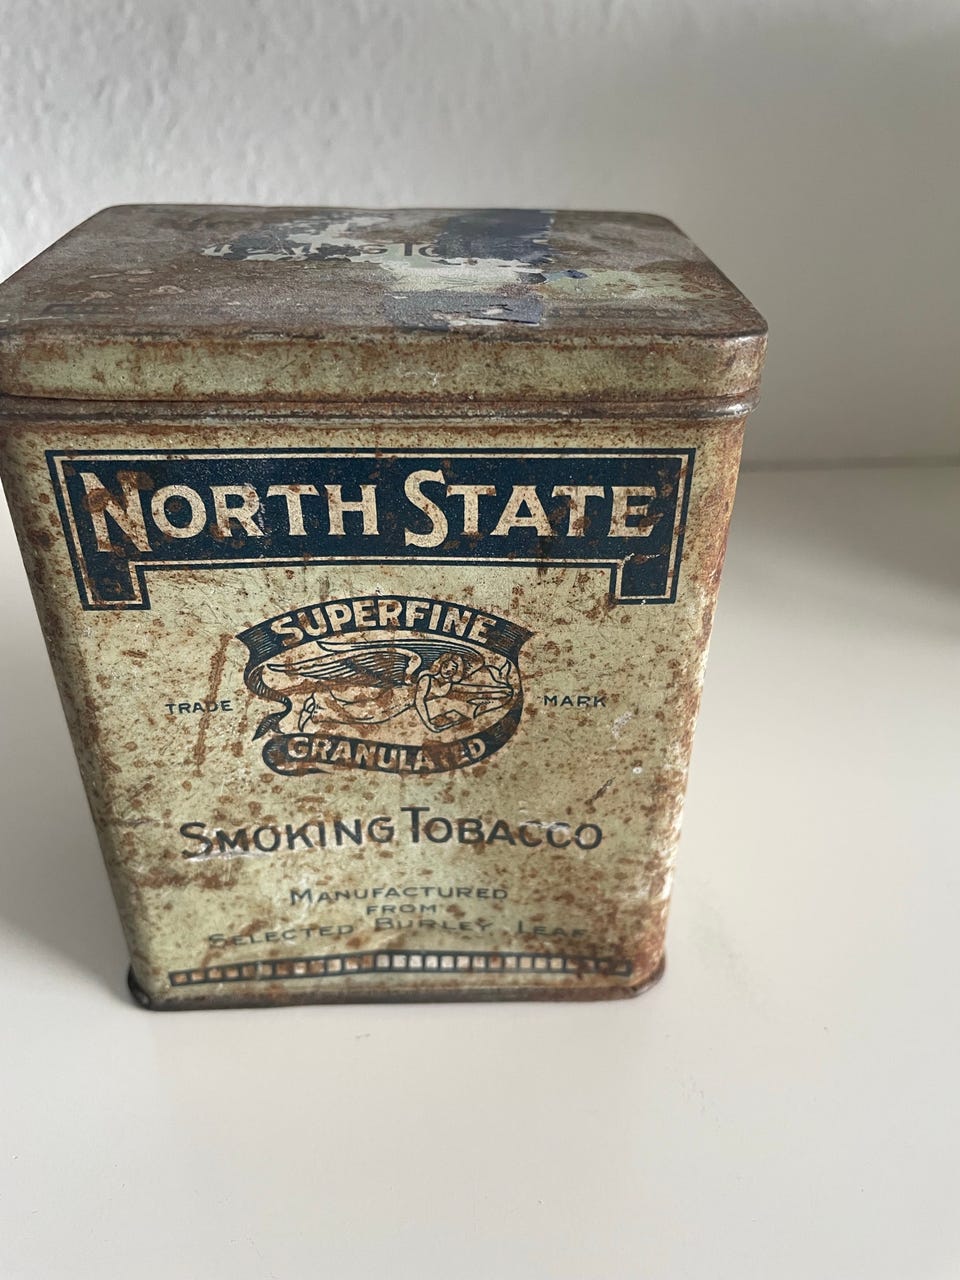 NORTH STATE
SUPERFINE
TRADE MARK
GRANULATED
SMOKING TOBACCO
MANUFACTURED
FROM
SELECTED BURLEY LEAF